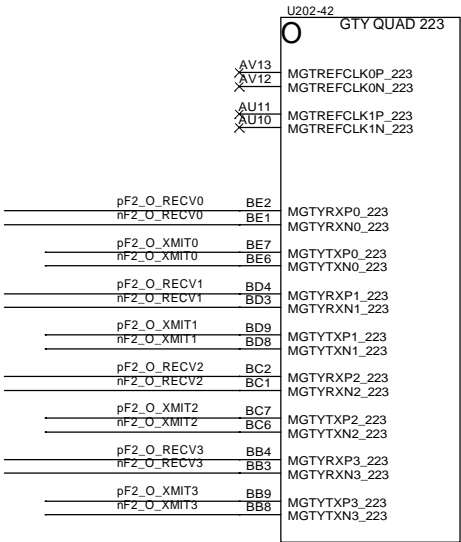 U202-42
O GTY QUAD 223
AV13 MGTREFCLK0P_223
AV12 MGTREFCLK0N_223
AU11 MGTREFCLK1P_223
AU10 MGTREFCLK1N_223
pF2_O_RECV0 BE2 MGTYRXP0_223
nF2_O_RECV0 BE1 MGTYRXN0_223
pF2_O_XMIT0 BE7 MGTYTXP0_223
nF2_O_XMIT0 BE6 MGTYTXN0_223
pF2_O_RECV1 BD4 MGTYRXP1_223
nF2_O_RECV1 BD3 MGTYRXN1_223
pF2_O_XMIT1 BD9 MGTYTXP1_223
nF2_O_XMIT1 BD8 MGTYTXN1_223
pF2_O_RECV2 BC2 MGTYRXP2_223
nF2_O_RECV2 BC1 MGTYRXN2_223
pF2_O_XMIT2 BC7 MGTYTXP2_223
nF2_O_XMIT2 BC6 MGTYTXN2_223
pF2_O_RECV3 BB4 MGTYRXP3_223
nF2_O_RECV3 BB3 MGTYRXN3_223
pF2_O_XMIT3 BB9 MGTYTXP3_223
nF2_O_XMIT3 BB8 MGTYTXN3_223